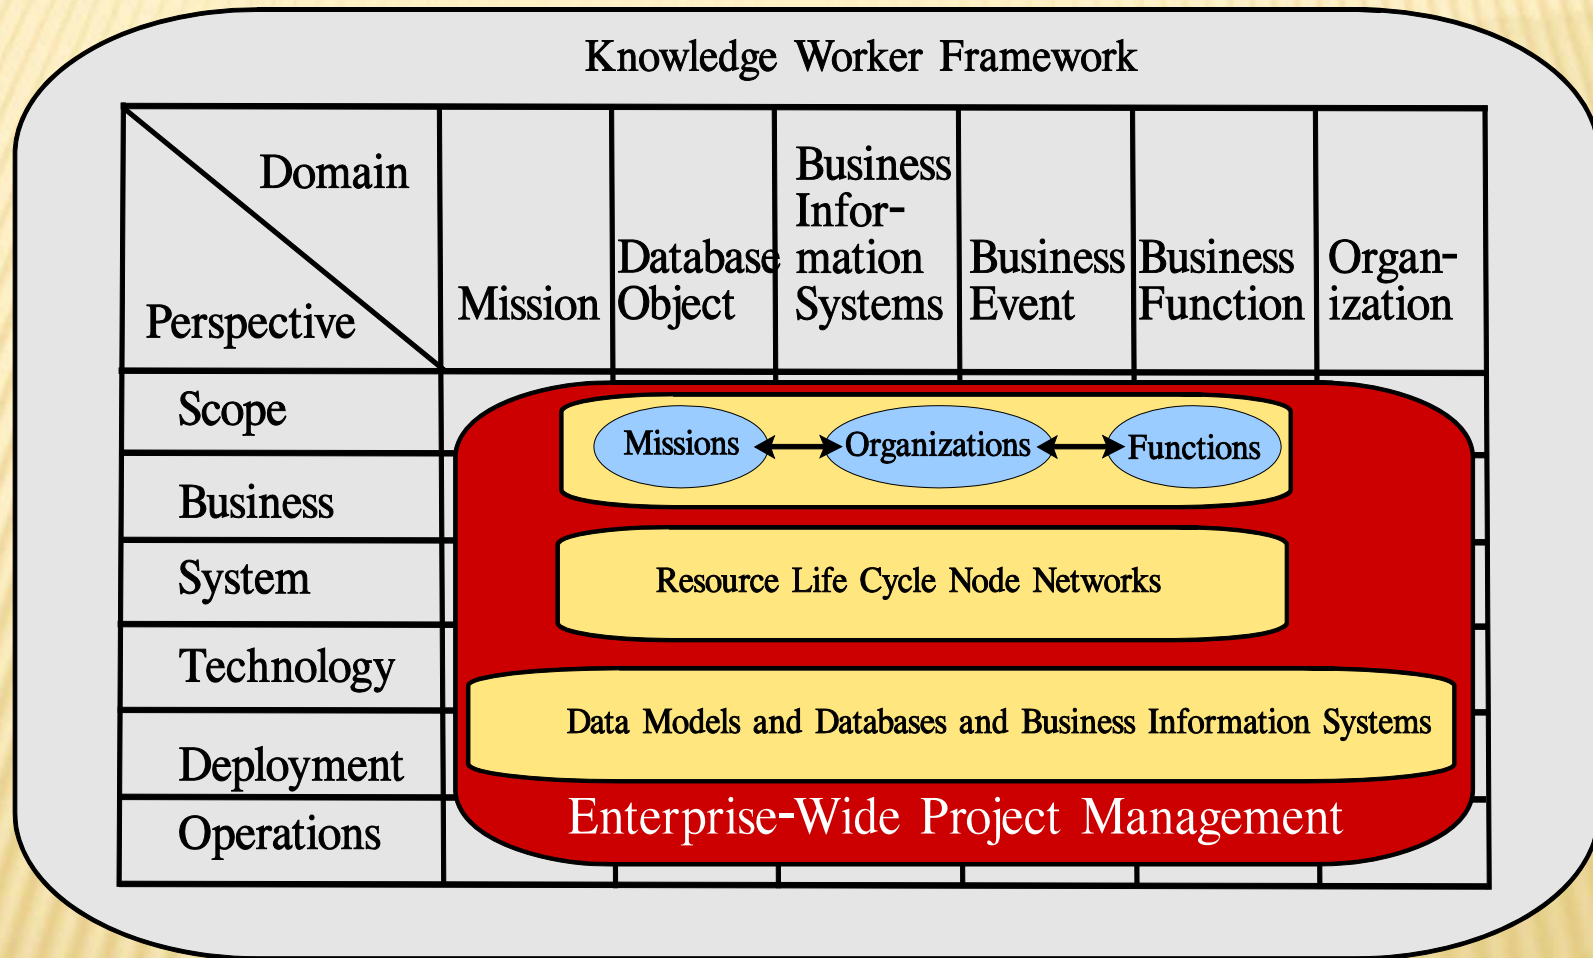 Knowledge Worker Framework
Domain
Perspective
Mission
Database
Object
Business
Infor-
mation
Systems
Business
Event
Business
Function
Organ-
ization
Scope
Missions
Organizations
Functions
Business
System
Resource Life Cycle Node Networks
Technology
Data Models and Databases and Business Information Systems
Deployment
Enterprise-Wide Project Management
Operations